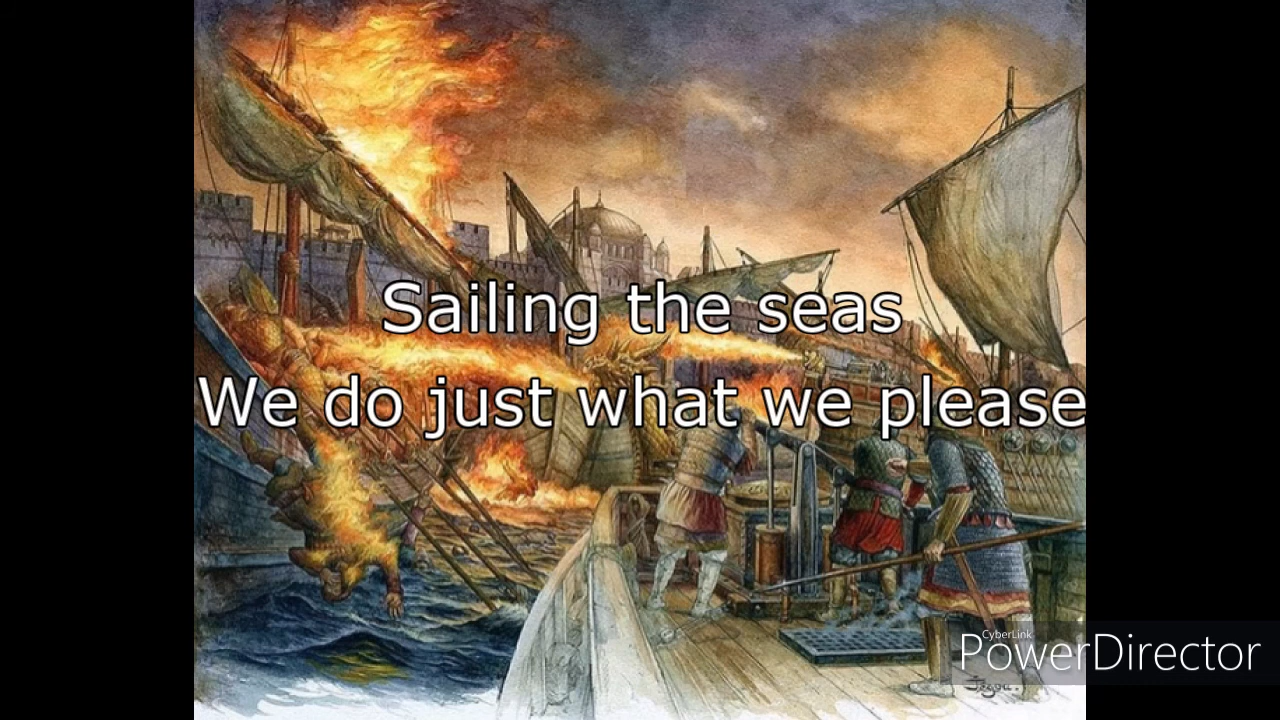 Sailing the seas
We do just what we please
CyberLink
PowerDirector